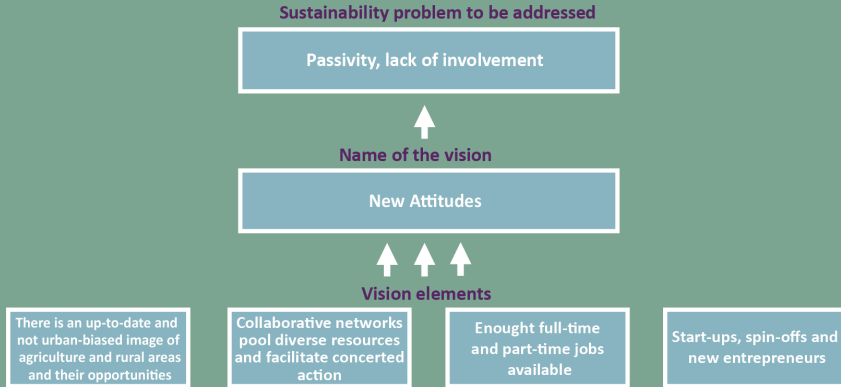 Sustainability problem to be addressed
Passivity, lack of involvement
Name of the vision
New Attitudes
Vision elements
There is an up-to-date and
not urban-biased image of
agriculture and rural areas
and their opportunities
Collaborative networks
pool diverse resources
and facilitate concerted
action
Enought full-time
and part-time jobs
available
Start-ups, spin-offs and
new entrepreneurs